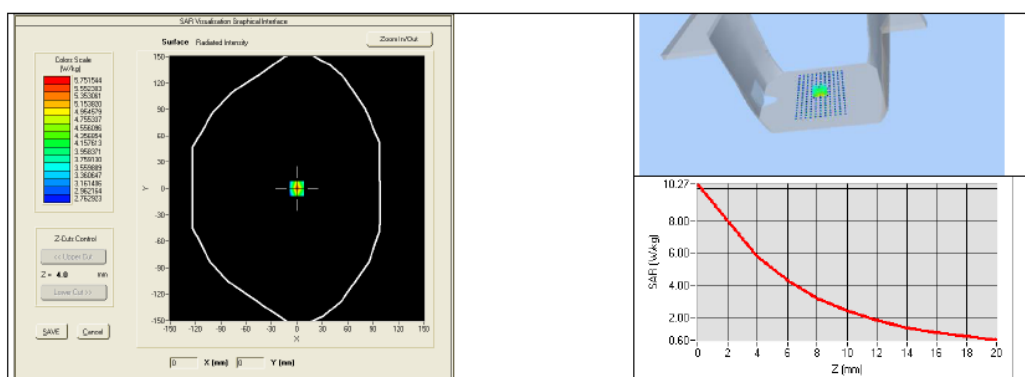 SAR Visualisation Graphical Interface
Surface Radiated Intensity
Zoom In/Out
Colors Scale
(W/kg)
5.751544
5.552303
5.353061
5.153820
4.954579
4.755337
4.556096
4.356854
4.157613
3.958371
3.759130
3.559889
3.360647
3.161406
2.962164
2.762923
150
120
90
60
30
0
-30
-60
-90
-120
-150
Y
-150 -120 -90 -60 -30 0 30 60 90 120 150
X
Z-Cuts Control
<< Upper Cut
Z = 4.0 mm
Lower Cut >>
SAVE Cancel
0 X (mm) 0 Y (mm)
10.27
8.00
6.00
4.00
2.00
0.60
SAR (W/kg)
0 2 4 6 8 10 12 14 16 18 20
Z (mm)